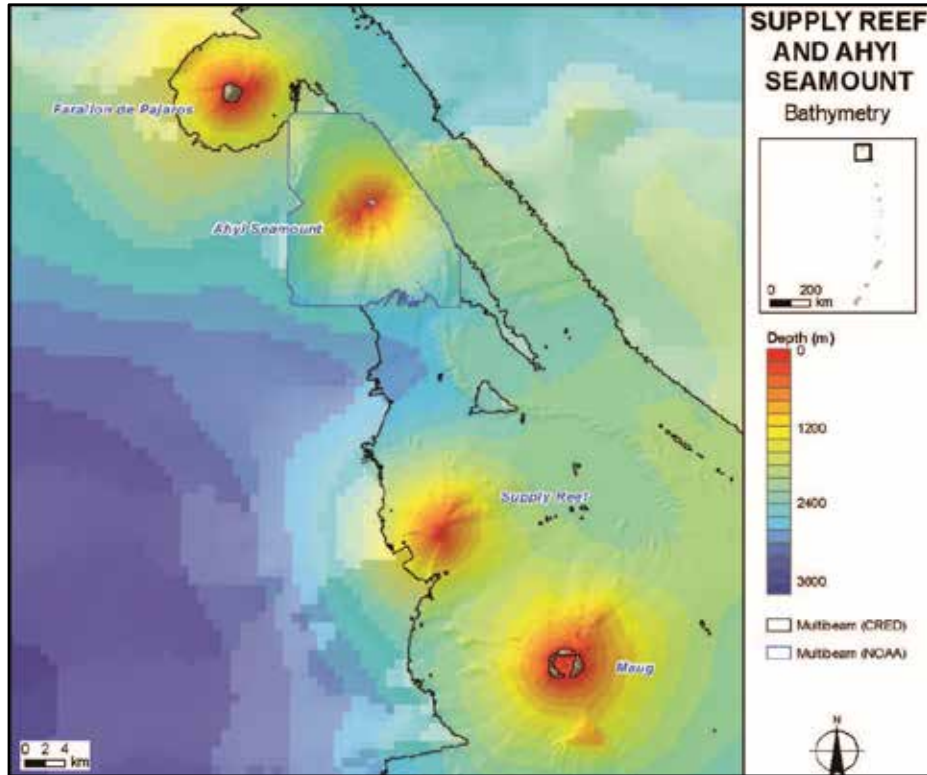 SUPPLY REEF
AND AHYI
SEAMOUNT
Bathymetry
0 200
km
Depth (m)
0
1200
2400
3600
Multibeam (CRED)
Multibeam (NOAA)
N
Farallon de Pajaros
Ahyi Seamount
Supply Reef
Maug
0 2 4
km